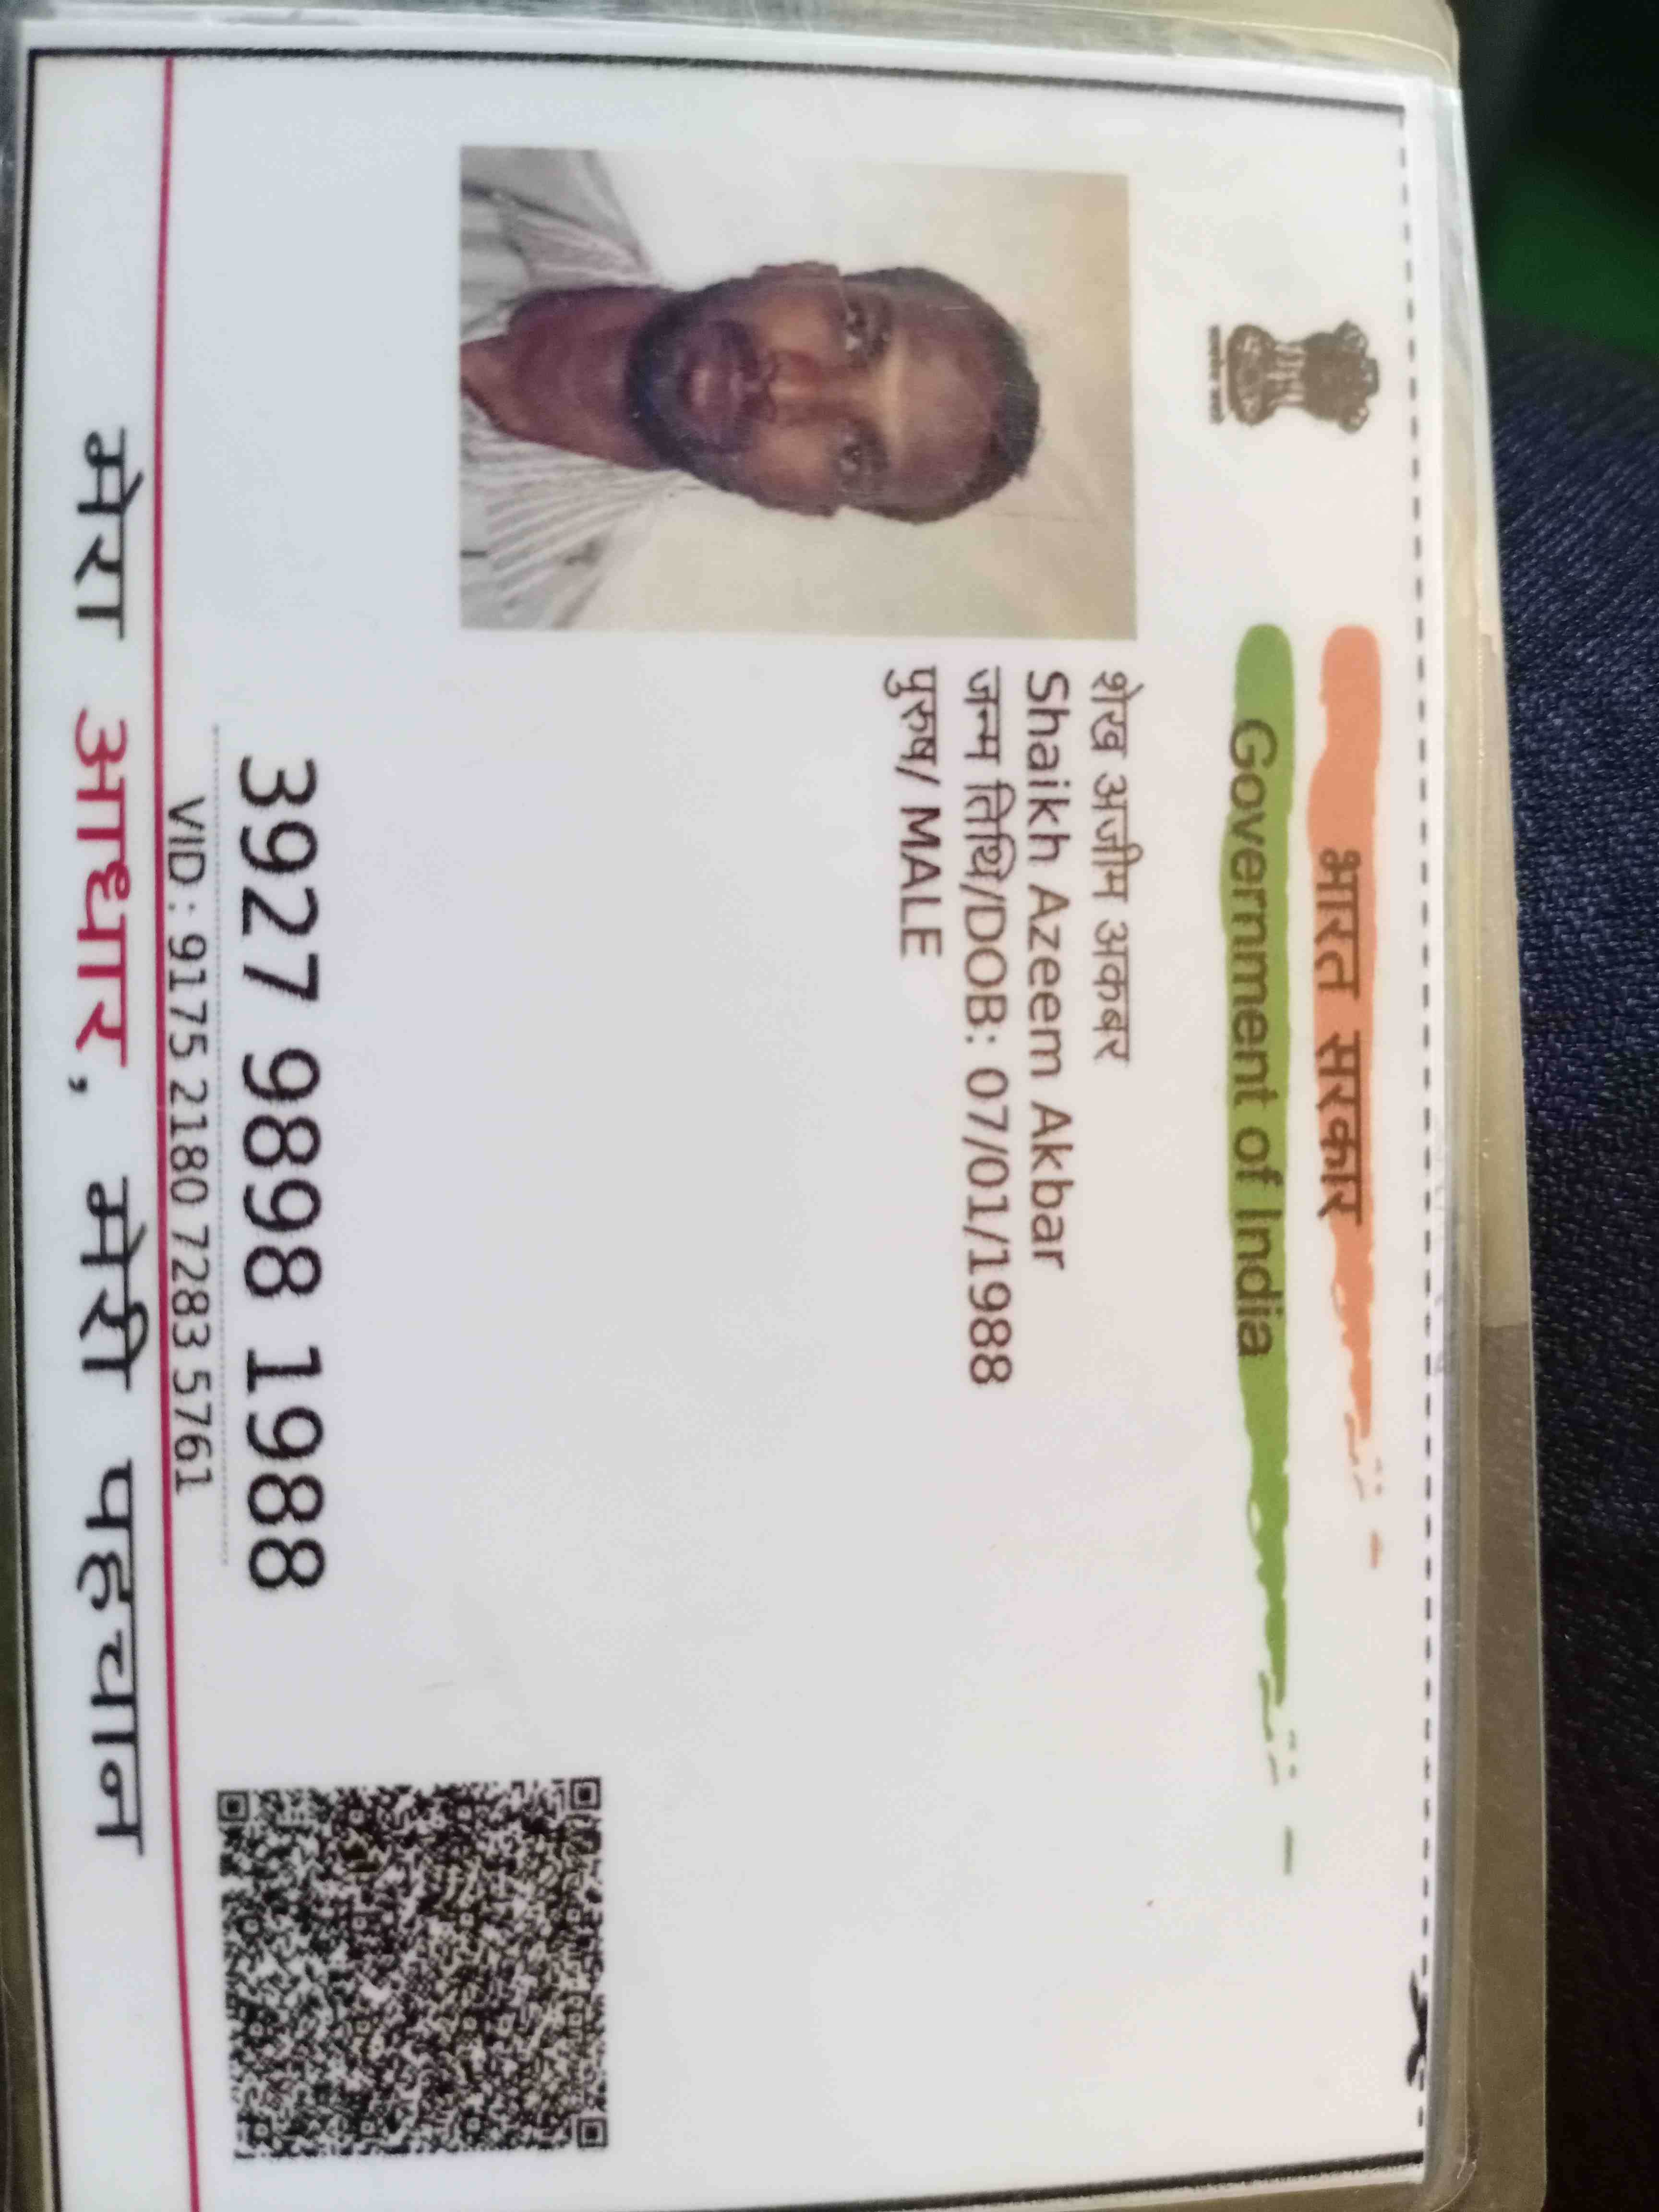 भारत सरकार
Government of India
शेख अजीम अकबर
Shaikh Azeem Akbar
जन्म तिथि/DOB: 07/01/1988
पुरुष/ MALE
3927 9898 1988
VID : 9175 2180 7283 5761
मेरा आधार, मेरी पहचान